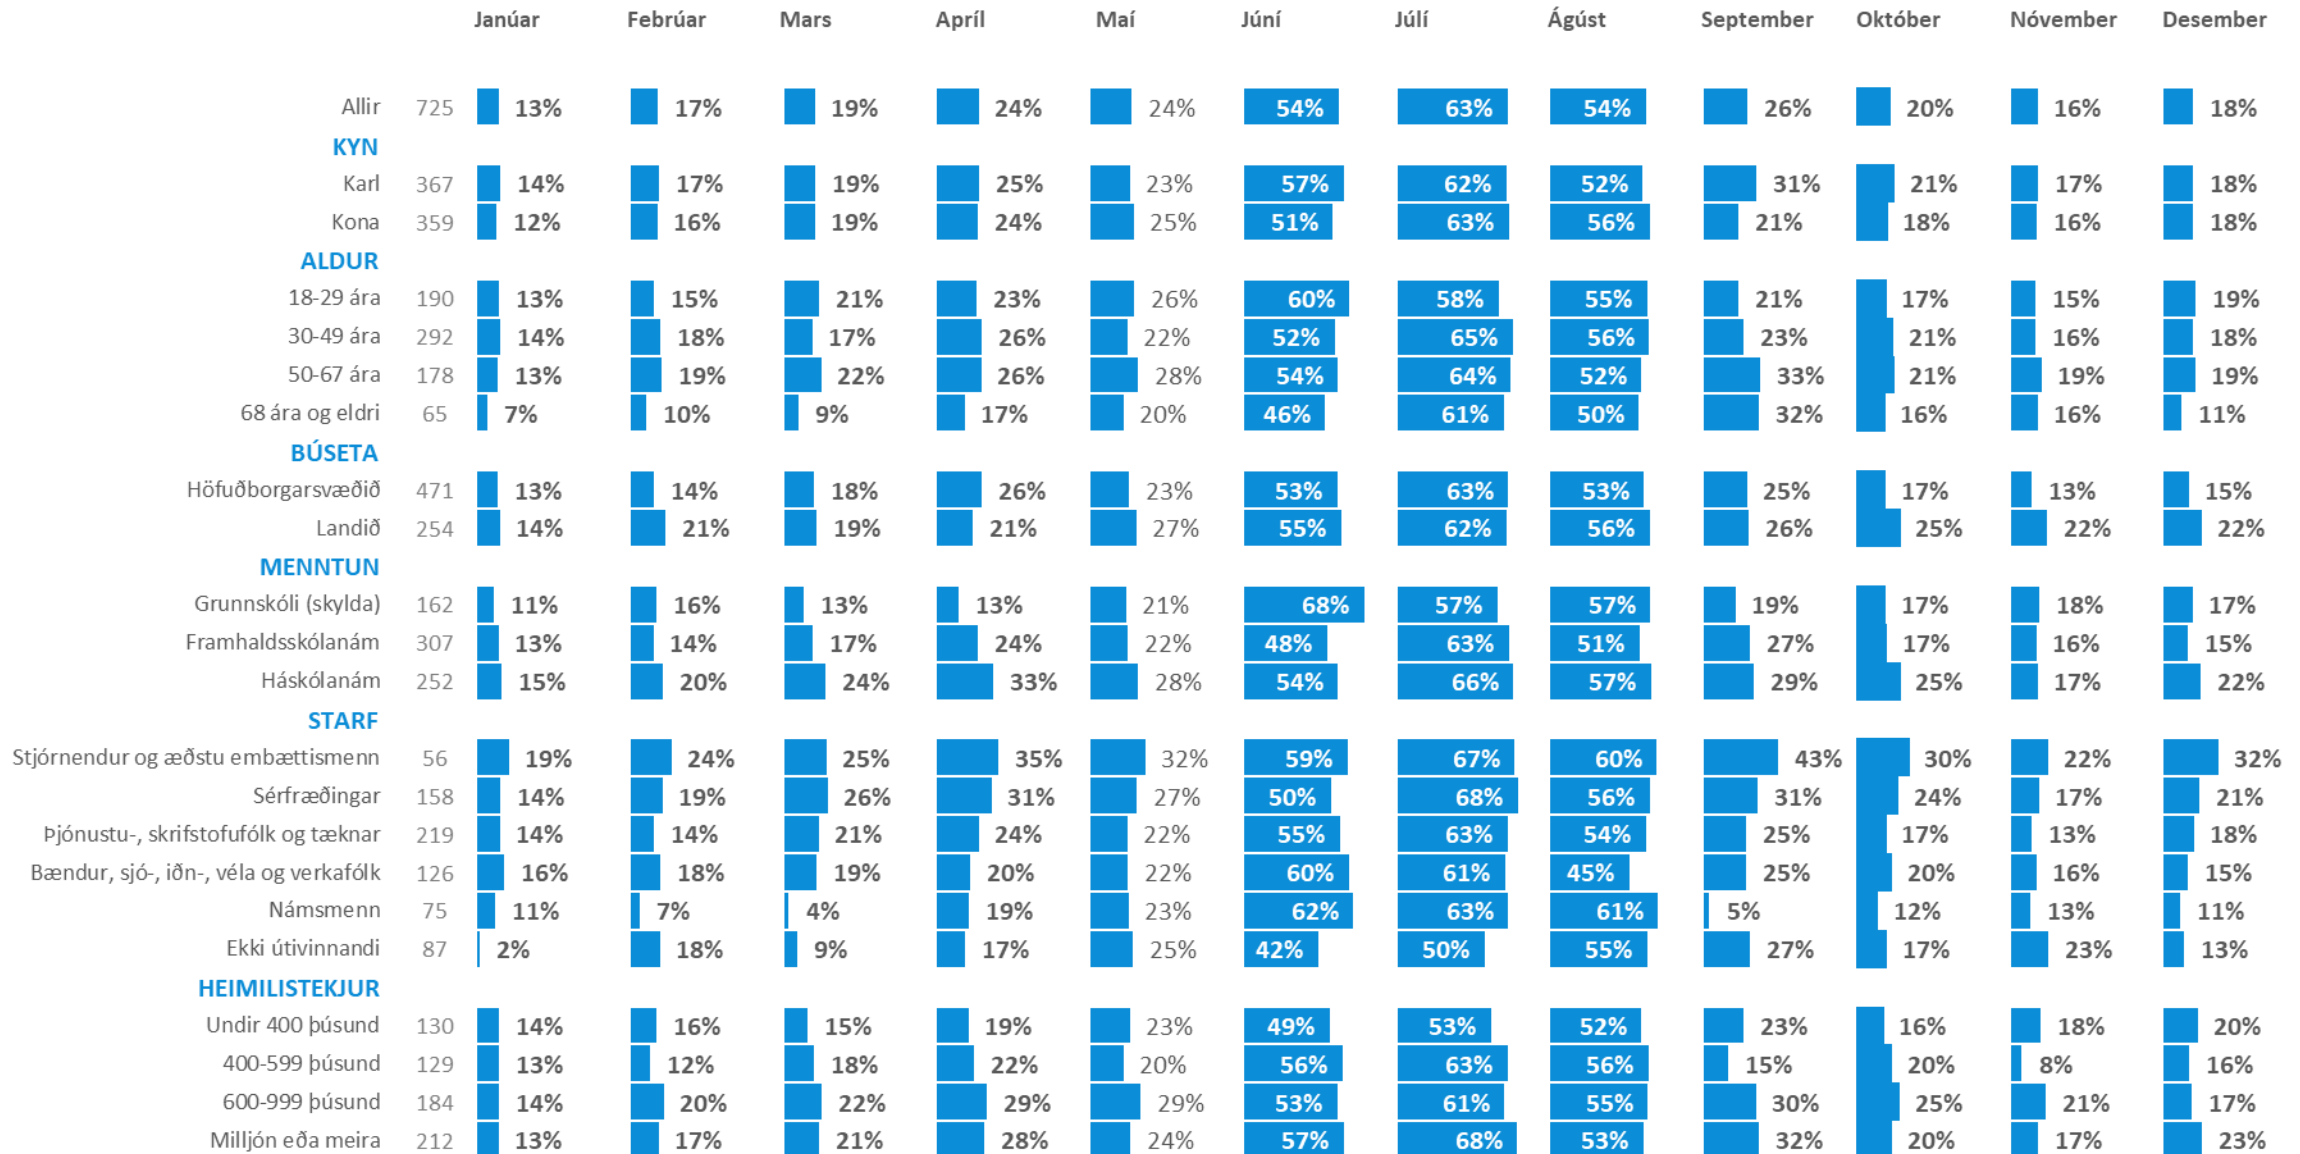 Janúar Febrúar Mars Apríl Maí Júní Júlí Ágúst September Október Nóvember Desember
Allir 725 13% 17% 19% 24% 24% 54% 63% 54% 26% 20% 16% 18%
KYN
Karl 367 14% 17% 19% 25% 23% 57% 62% 52% 31% 21% 17% 18%
Kona 359 12% 16% 19% 24% 25% 51% 63% 56% 21% 18% 16% 18%
ALDUR
18-29 ára 190 13% 15% 21% 23% 26% 60% 58% 55% 21% 17% 15% 19%
30-49 ára 292 14% 18% 17% 26% 22% 52% 65% 56% 23% 21% 16% 18%
50-67 ára 178 13% 19% 22% 26% 28% 54% 64% 52% 33% 21% 19% 19%
68 ára og eldri 65 7% 10% 9% 17% 20% 46% 61% 50% 32% 16% 16% 11%
BÚSETA
Höfuðborgarsvæðið 471 13% 14% 18% 26% 23% 53% 63% 53% 25% 17% 13% 15%
Landið 254 14% 21% 19% 21% 27% 55% 62% 56% 26% 25% 22% 22%
MENNTUN
Grunnskóli (skylda) 162 11% 16% 13% 13% 21% 68% 57% 57% 19% 17% 18% 17%
Framhaldsskólanám 307 13% 14% 17% 24% 22% 48% 63% 51% 27% 17% 16% 15%
Háskólanám 252 15% 20% 24% 33% 28% 54% 66% 57% 29% 25% 17% 22%
STARF
Stjórnendur og æðstu embættismenn 56 19% 24% 25% 35% 32% 59% 67% 60% 43% 30% 22% 32%
Sérfræðingar 158 14% 19% 26% 31% 27% 50% 68% 56% 31% 24% 17% 21%
Þjónustu-, skrifstofufólk og tæknar 219 14% 14% 21% 24% 22% 55% 63% 54% 25% 17% 13% 18%
Bændur, sjó-, iðn-, véla og verkafólk 126 16% 18% 19% 20% 22% 60% 61% 45% 25% 20% 16% 15%
Námsmenn 75 11% 7% 4% 19% 23% 62% 63% 61% 5% 12% 13% 11%
Ekki útivinnandi 87 2% 18% 9% 17% 25% 42% 50% 55% 27% 17% 23% 13%
HEIMILISTEKJUR
Undir 400 þúsund 130 14% 16% 15% 19% 23% 49% 53% 52% 23% 16% 18% 20%
400-599 þúsund 129 13% 12% 18% 22% 20% 56% 63% 56% 15% 20% 8% 16%
600-999 þúsund 184 14% 20% 22% 29% 29% 53% 61% 55% 30% 25% 21% 17%
Milljón eða meira 212 13% 17% 21% 28% 24% 57% 68% 53% 32% 20% 17% 23%